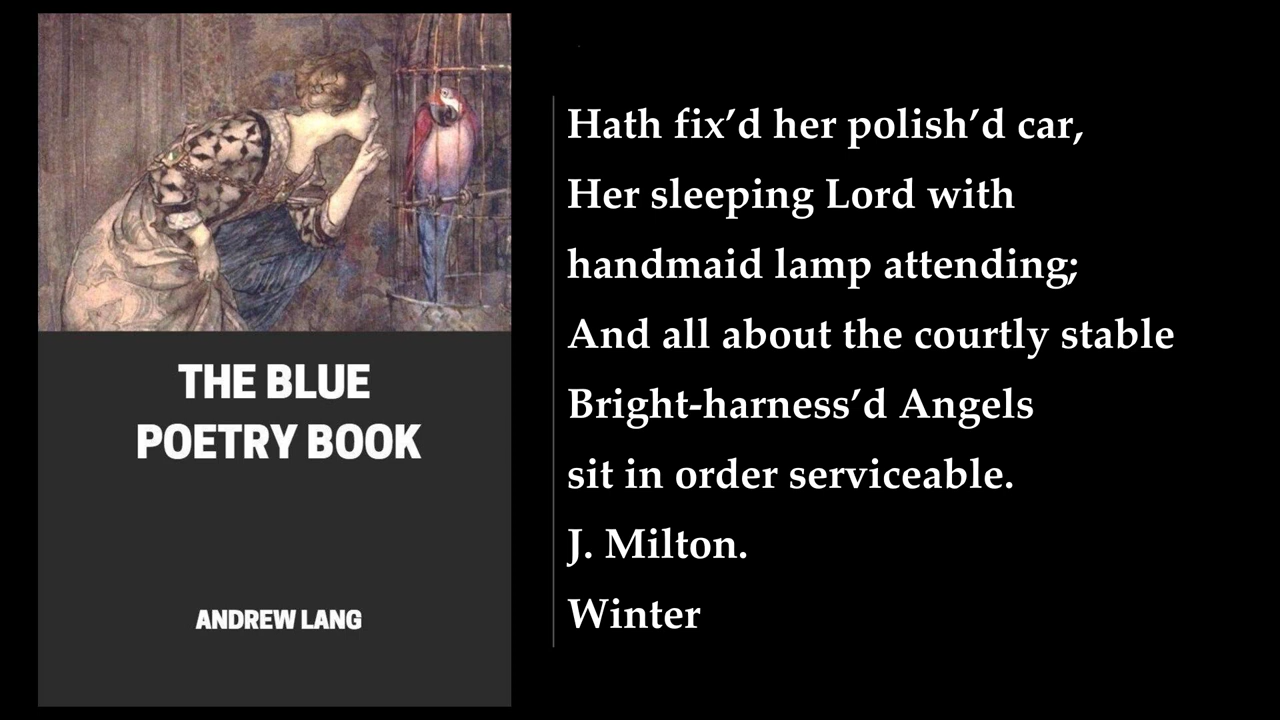 THE BLUE
POETRY BOOK
ANDREW LANG
Hath fix’d her polish’d car,
Her sleeping Lord with
handmaid lamp attending;
And all about the courtly stable
Bright-harness’d Angels
sit in order serviceable.
J. Milton.
Winter